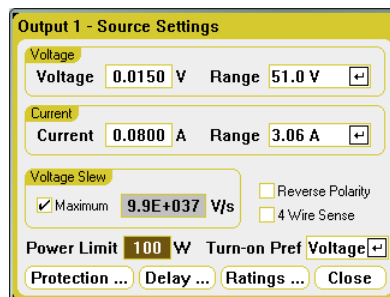 Output 1 - Source Settings
Voltage
Voltage 0.0150 V Range 51.0 V
Current
Current 0.0800 A Range 3.06 A
Voltage Slew
Maximum 9.9E+037 V/s
Reverse Polarity
4 Wire Sense
Power Limit 100 W Turn-on Pref Voltage
Protection ... Delay ... Ratings ... Close